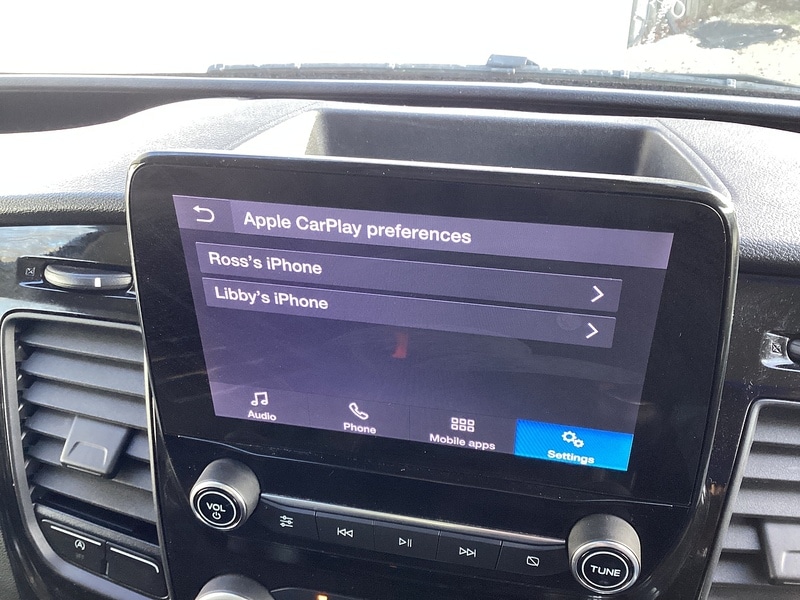 Apple CarPlay preferences
Ross's iPhone
Libby's iPhone
Audio
Phone
Mobile apps
Settings
VOL
TUNE